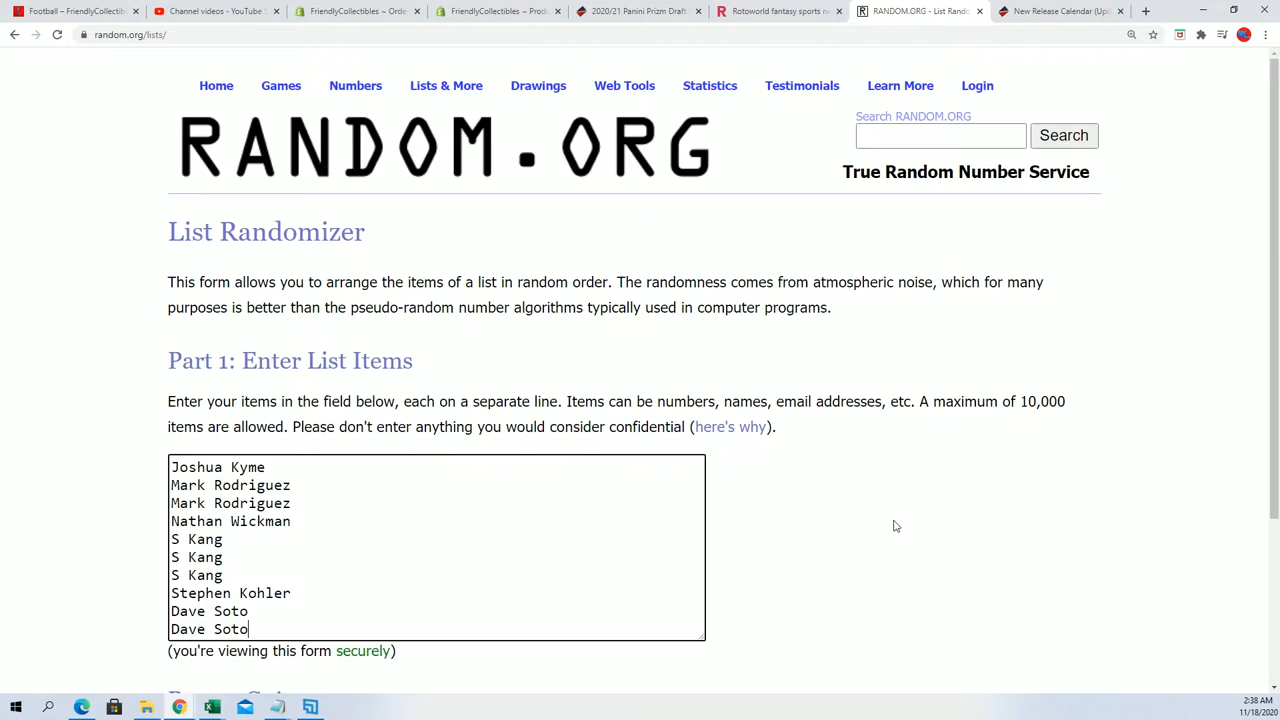 Football – FriendlyCollectib
Channel videos - YouTube S
FriendlyCollectibles ~ Orde
FriendlyCollectibles ~ Prod
2020/21 Panini Prizm Draft
Rotoworld fantasy sports ne
RANDOM.ORG - List Rando
New Release Calendar (Upd
random.org/lists/
Home
Games
Numbers
Lists & More
Drawings
Web Tools
Statistics
Testimonials
Learn More
Login
RANDOM.ORG
Search RANDOM.ORG
Search
True Random Number Service
List Randomizer
This form allows you to arrange the items of a list in random order. The randomness comes from atmospheric noise, which for many
purposes is better than the pseudo-random number algorithms typically used in computer programs.
Part 1: Enter List Items
Enter your items in the field below, each on a separate line. Items can be numbers, names, email addresses, etc. A maximum of 10,000
items are allowed. Please don't enter anything you would consider confidential (here's why).
Joshua Kyme
Mark Rodriguez
Mark Rodriguez
Nathan Wickman
S Kang
S Kang
S Kang
Stephen Kohler
Dave Soto
Dave Soto
(you're viewing this form securely)
2:38 AM
11/18/2020